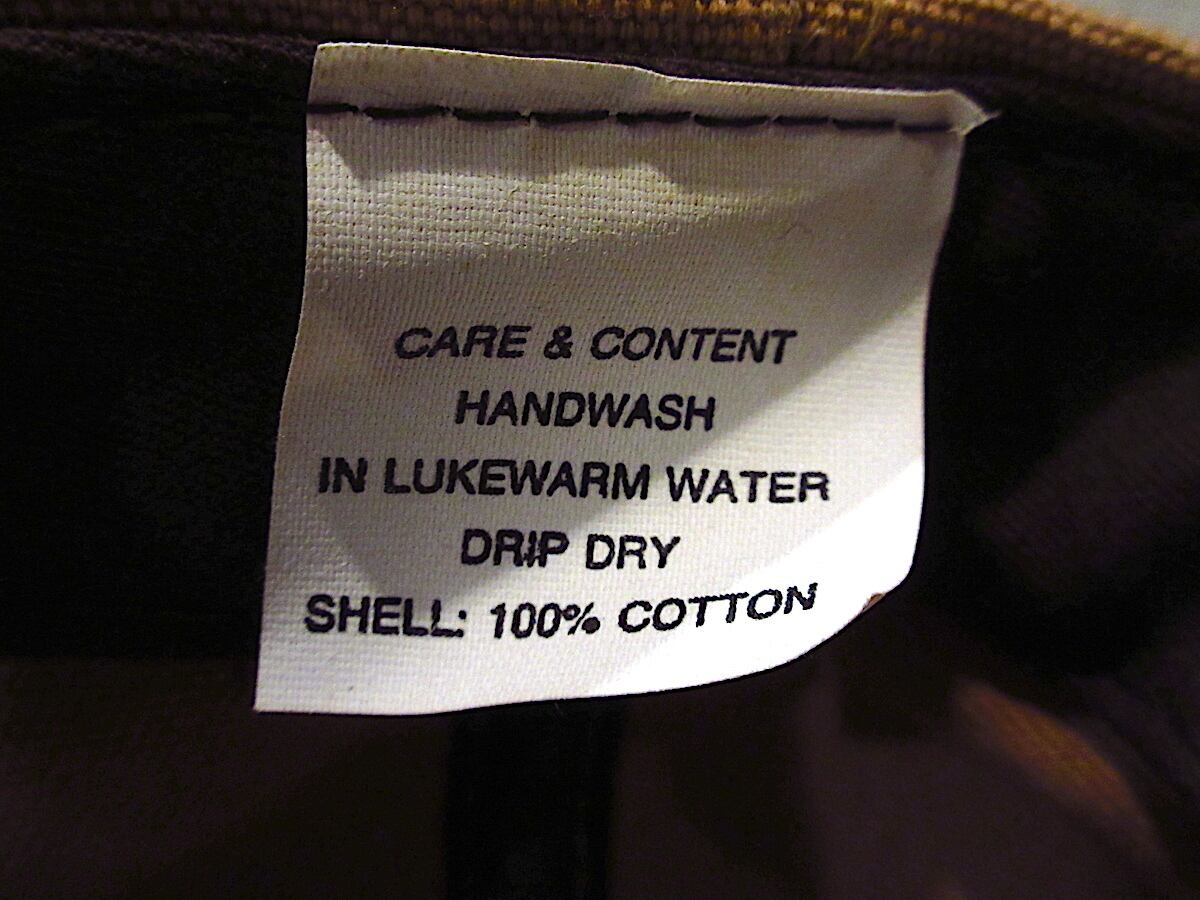 CARE & CONTENT
HANDWASH
IN LUKEWARM WATER
DRIP DRY
SHELL: 100% COTTON